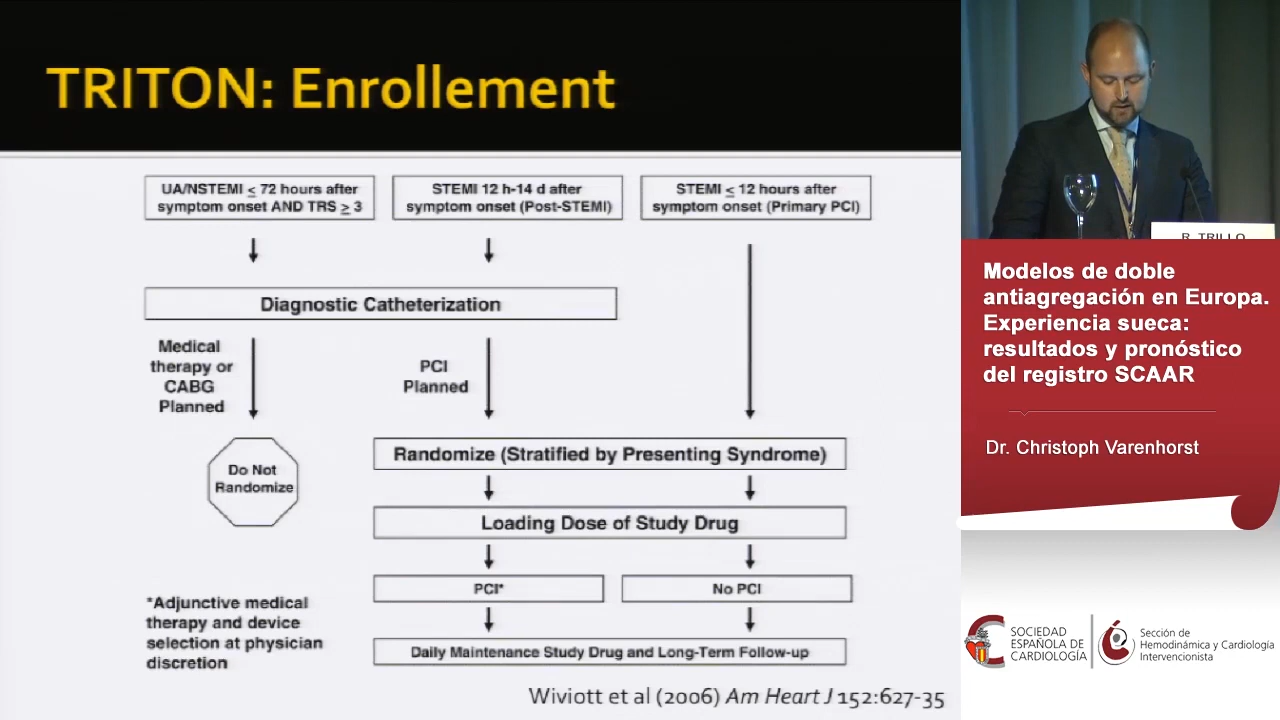 TRITON: Enrollement
UA/NSTEMI ≤ 72 hours after
symptom onset AND TRS ≥ 3
STEMI 12 h-14 d after
symptom onset (Post-STEMI)
STEMI ≤ 12 hours after
symptom onset (Primary PCI)
Diagnostic Catheterization
Medical
therapy or
CABG
Planned
PCI
Planned
Do Not
Randomize
Randomize (Stratified by Presenting Syndrome)
Loading Dose of Study Drug
PCI*
No PCI
Daily Maintenance Study Drug and Long-Term Follow-up
*Adjunctive medical
therapy and device
selection at physician
discretion
Wiviott et al (2006) Am Heart J 152:627-35
R. TRILLO
Modelos de doble
antiagregación en Europa.
Experiencia sueca:
resultados y pronóstico
del registro SCAAR
Dr. Christoph Varenhorst
SOCIEDAD
ESPAÑOLA DE
CARDIOLOGÍA
Sección de
Hemodinámica y Cardiología
Intervencionista